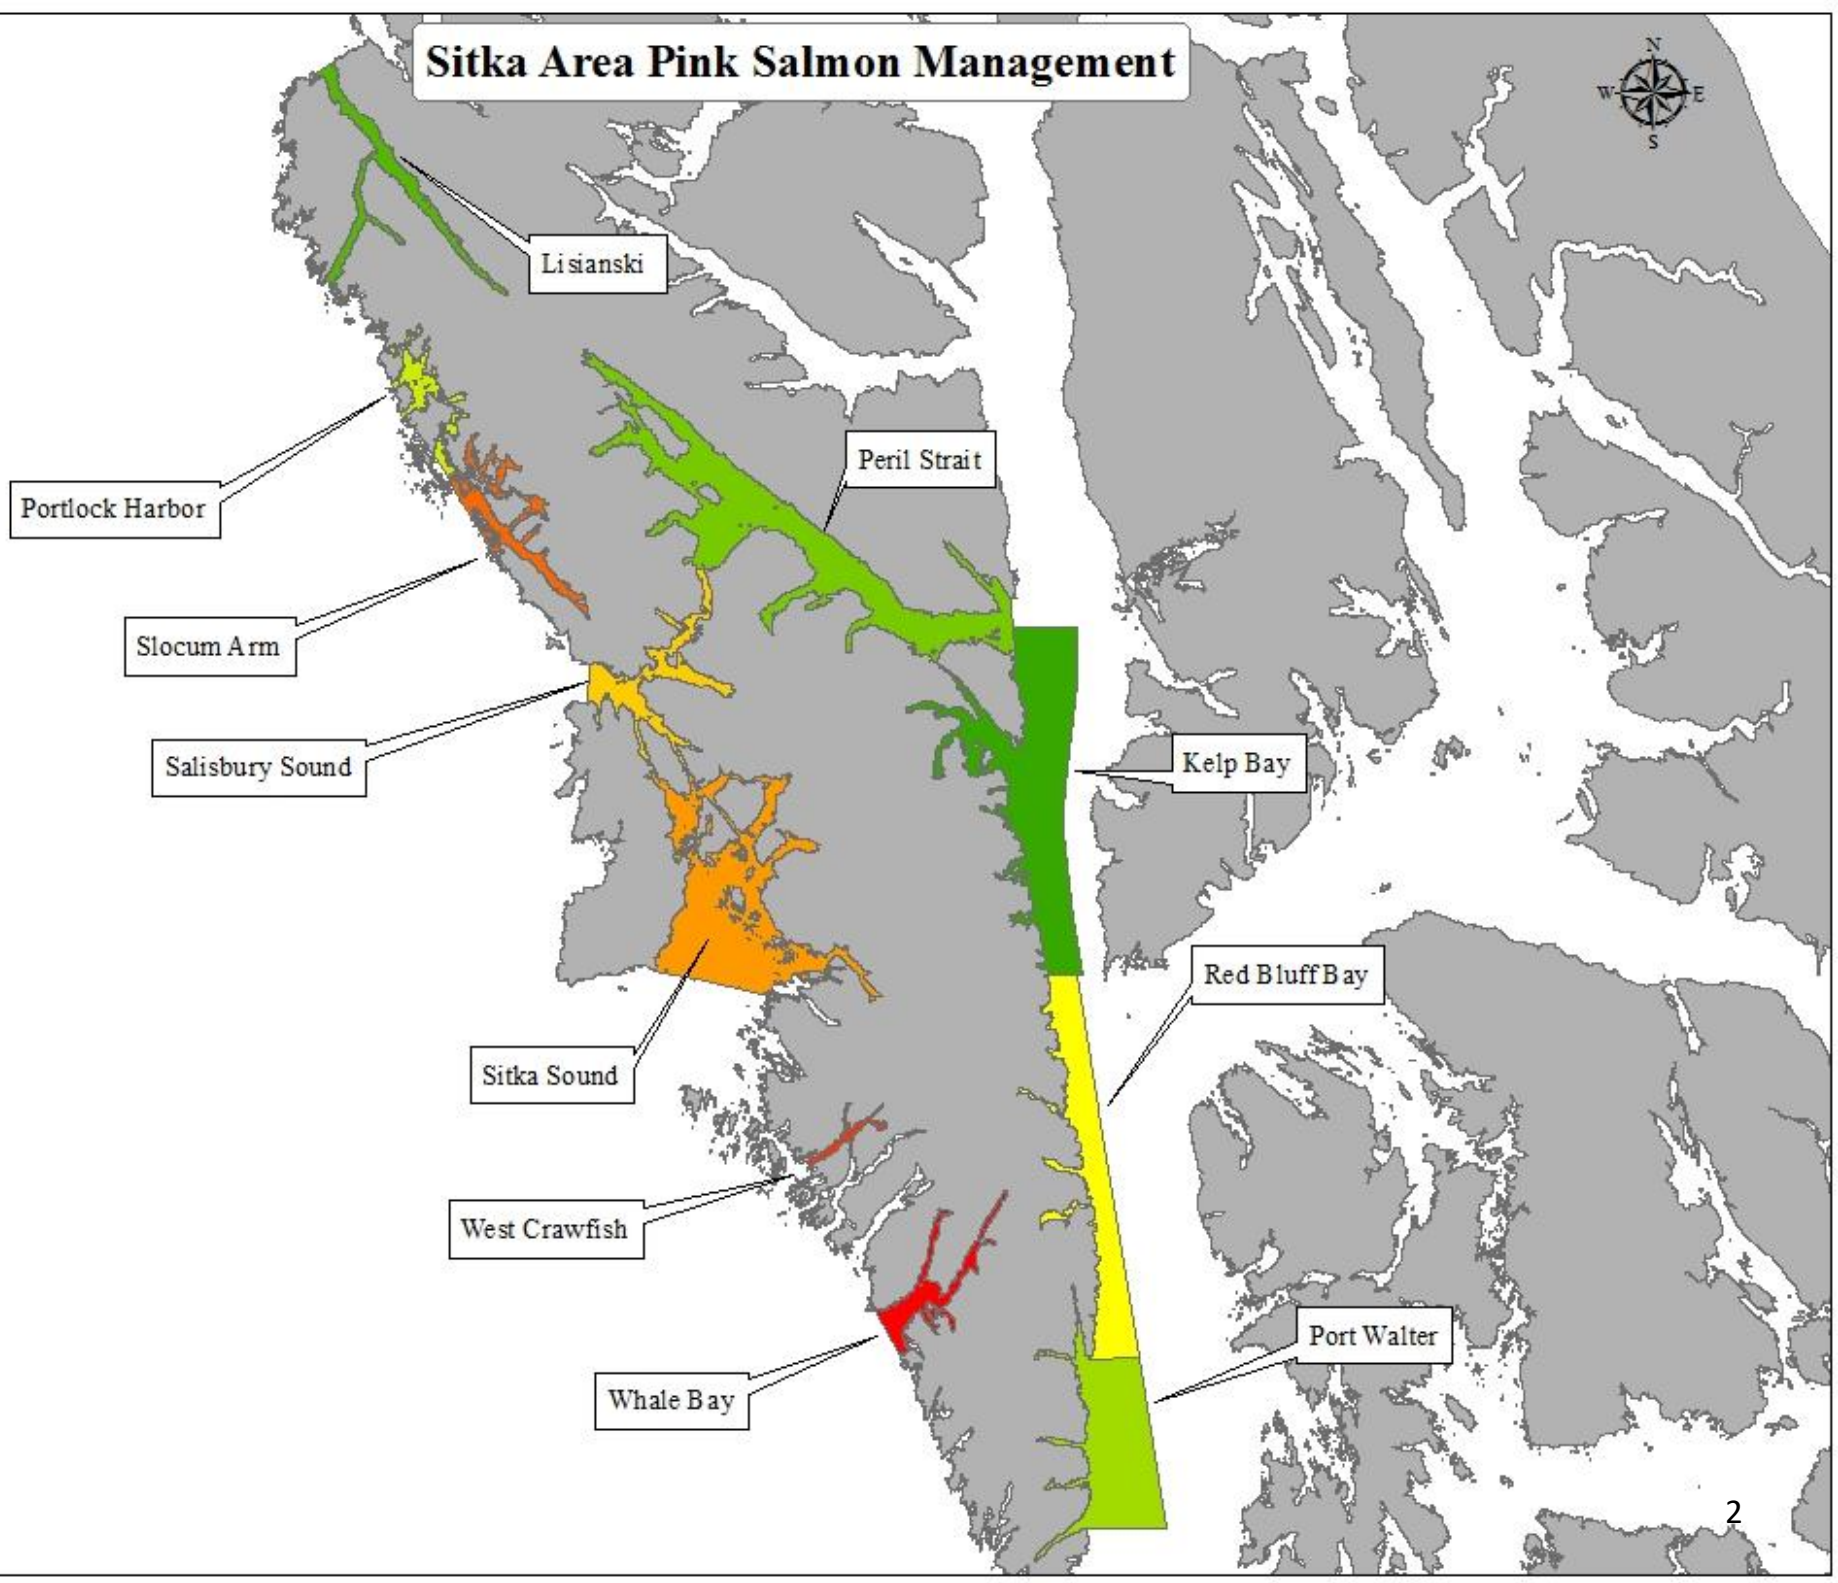 Sitka Area Pink Salmon Management
N
W
E
S
Lisianski
Peril Strait
Portlock Harbor
Slocum Arm
Salisbury Sound
Kelp Bay
Red Bluff Bay
Sitka Sound
West Crawfish
Port Walter
Whale Bay
2